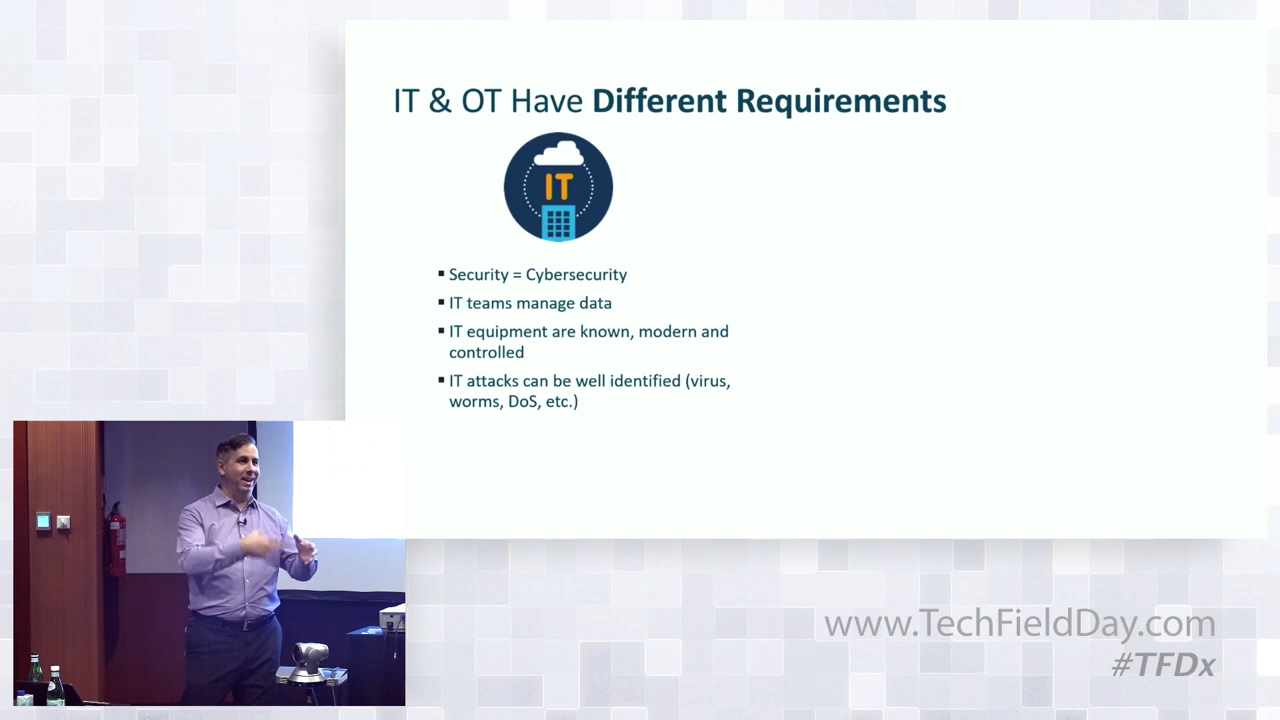 IT & OT Have Different Requirements
IT
▪ Security = Cybersecurity
▪ IT teams manage data
▪ IT equipment are known, modern and
controlled
▪ IT attacks can be well identified (virus,
worms, DoS, etc.)
www.TechFieldDay.com
#TFDx